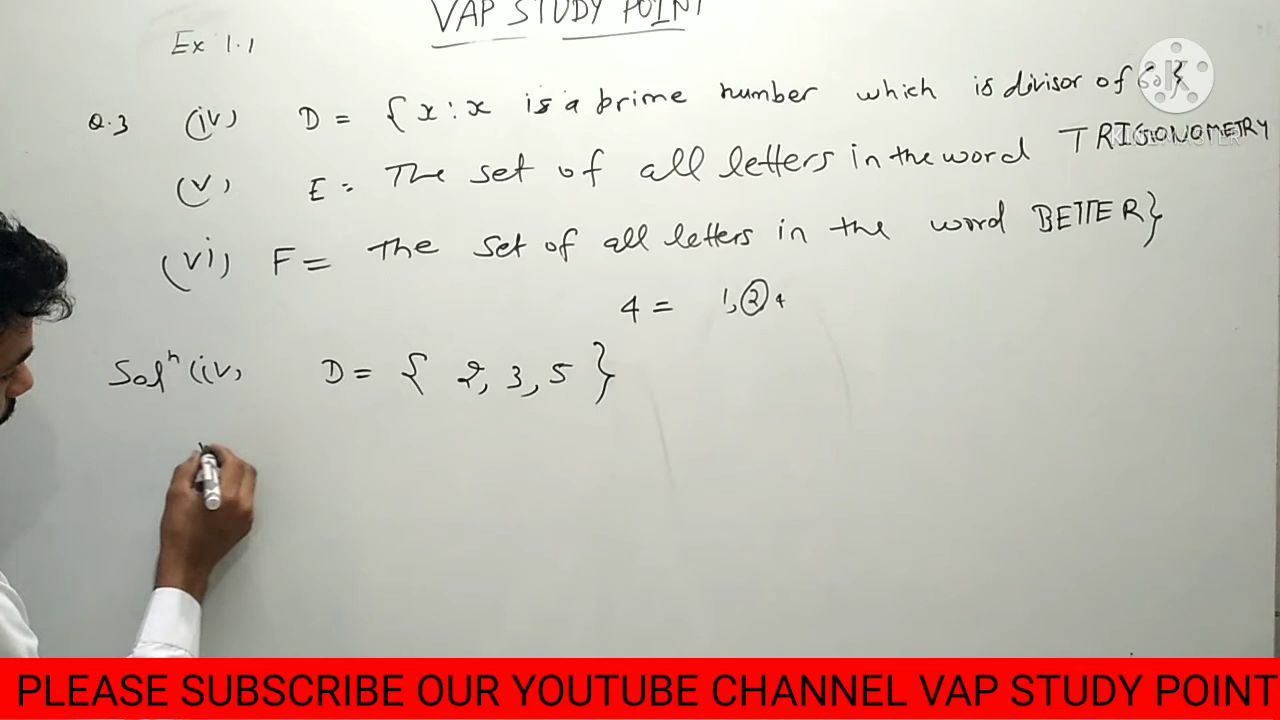 VAP STUDY POINT
Ex 1.1
Q.3 (iv) D = {x : x is a prime number which is divisor of 60}
(v) E = The set of all letters in the word TRIGONOMETRY
(vi) F = The set of all letters in the word BETTER}
4 = 1, 2 4
Solⁿ (iv, D = { 2, 3, 5 }
PLEASE SUBSCRIBE OUR YOUTUBE CHANNEL VAP STUDY POINT